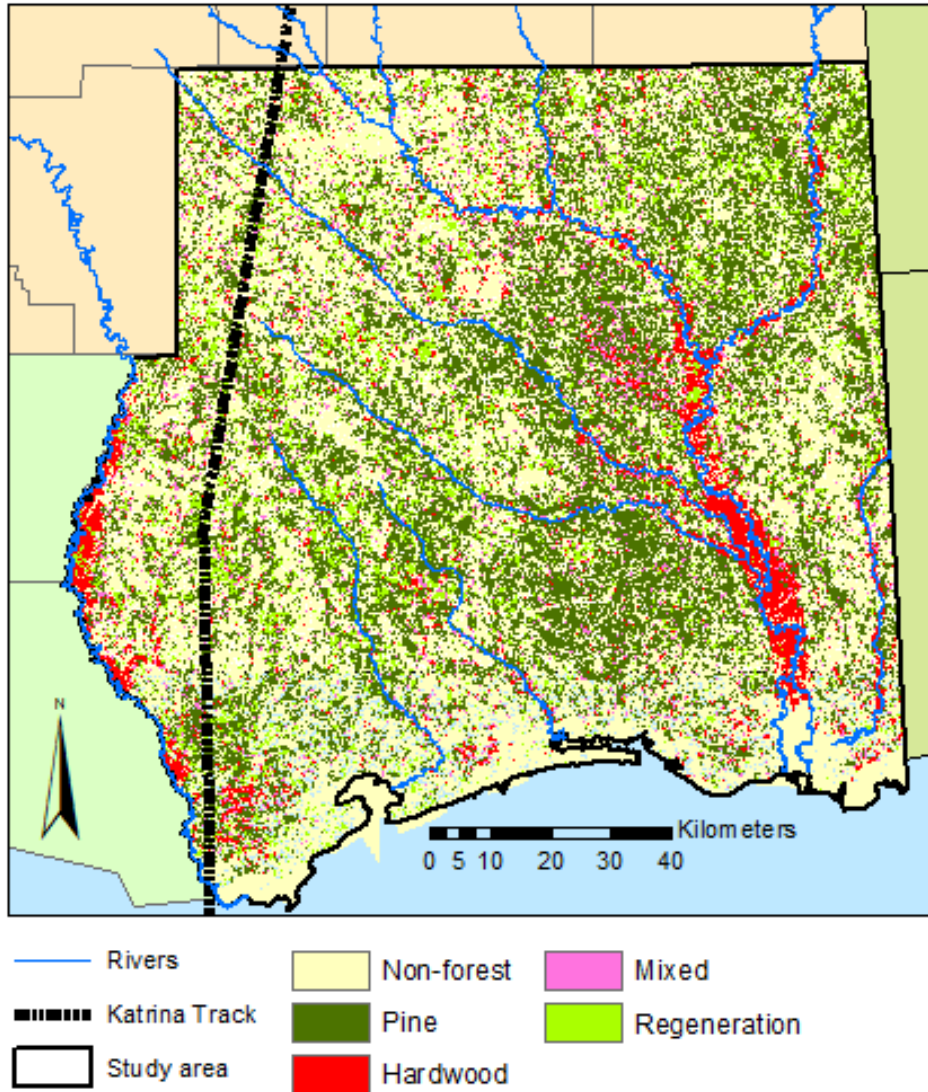 N
Kilometers
0 5 10 20 30 40
Rivers
Non-forest
Mixed
Katrina Track
Pine
Regeneration
Study area
Hardwood